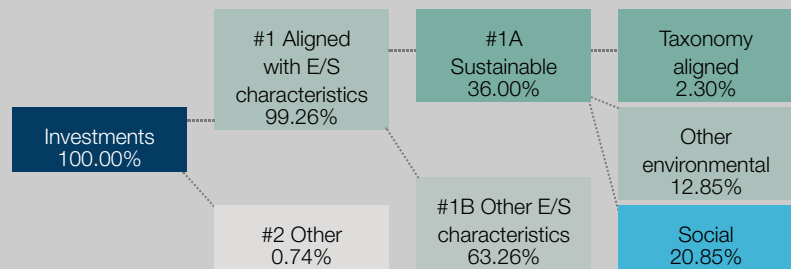 Investments
100.00%
#1 Aligned
with E/S
characteristics
99.26%
#2 Other
0.74%
#1A
Sustainable
36.00%
#1B Other E/S
characteristics
63.26%
Taxonomy
aligned
2.30%
Other
environmental
12.85%
Social
20.85%